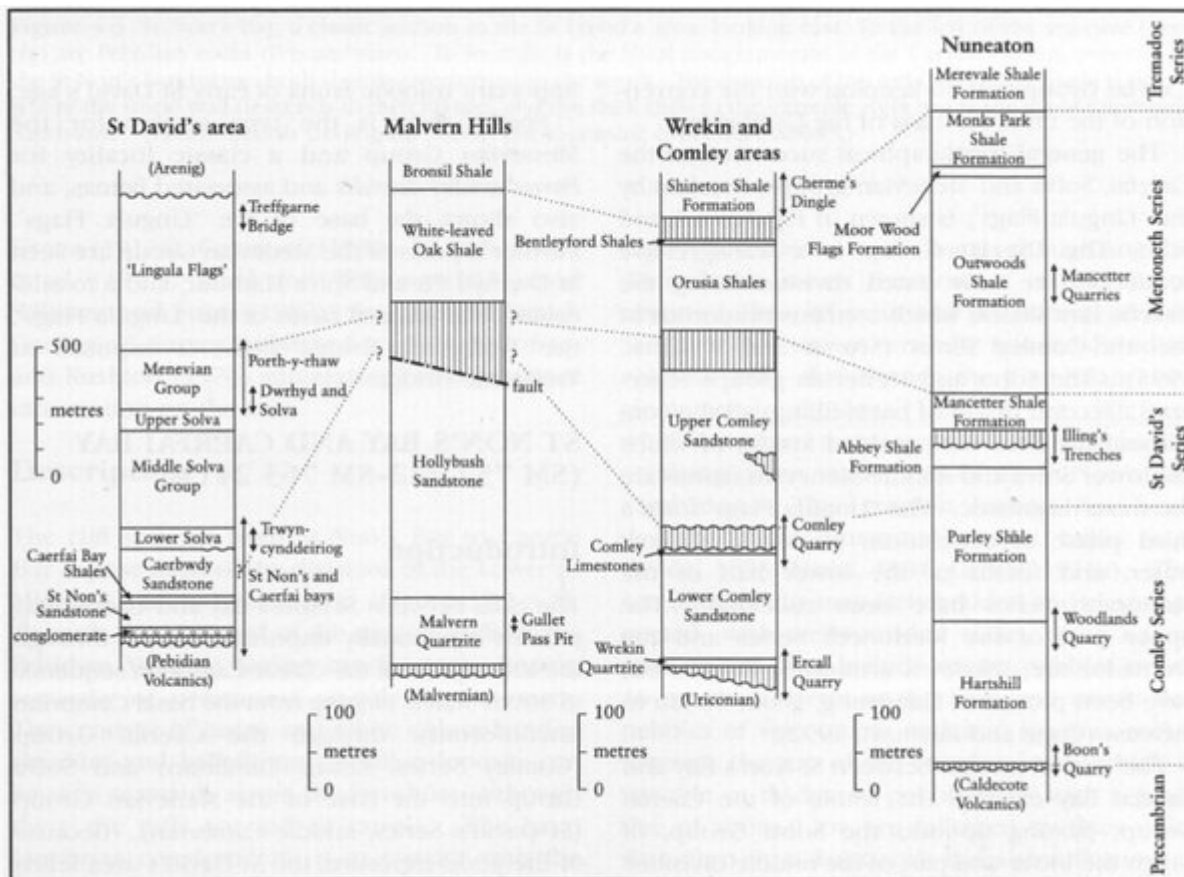 Nuneaton
Tremadoc
Series
Merevale Shale
Formation
Monks Park
Shale
Formation
St David's area
Malvern Hills
Wrekin and
Comley areas
(Arenig)
Treffgarne
Bridge
'Lingula Flags'
500
metres
0
Porth-y-rhaw
Menevian
Group
Dwrhyd and
Solva
Upper Solva
Middle Solva
Group
Lower Solva
Trwyn-
cynddeiriog
Caerfai Bay
Shales
Caerbwdy
Sandstone
St Non's
Sandstone
St Non's and
Caerfai bays
conglomerate
(Pebidian
Volcanics)
Bronsil Shale
White-leaved
Oak Shale
?
?
?
?
fault
Hollybush
Sandstone
Malvern
Quartzite
Gullet
Pass Pit
(Malvernian)
100
metres
0
Shineton Shale
Formation
Cherme's
Dingle
Bentleyford Shales
Orusia Shales
Upper Comley
Sandstone
Comley
Quarry
Comley
Limestones
Lower Comley
Sandstone
Wrekin
Quartzite
Ercall
Quarry
(Uriconian)
100
metres
0
Moor Wood
Flags Formation
Outwoods
Shale
Formation
Mancetter
Quarries
Merioneth Series
Mancetter Shale
Formation
Abbey Shale
Formation
Illing's
Trenches
St David's
Series
Purley Shale
Formation
Woodlands
Quarry
Hartshill
Formation
Comley Series
Boon's
Quarry
(Caldecote
Volcanics)
100
metres
0
Precambrian